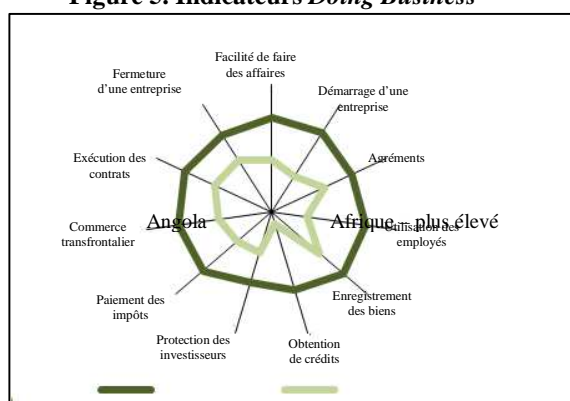 Figure 5. Indicateurs Doing Business
Facilité de faire
des affaires
Fermeture
d'une entreprise
Démarrage d'une
entreprise
Exécution des
contrats
Agréments
Commerce
transfrontalier
Angola
Afrique – plus élevé
Utilisation des
employés
Paiement des
impôts
Enregistrement
des biens
Protection des
investisseurs
Obtention
de crédits